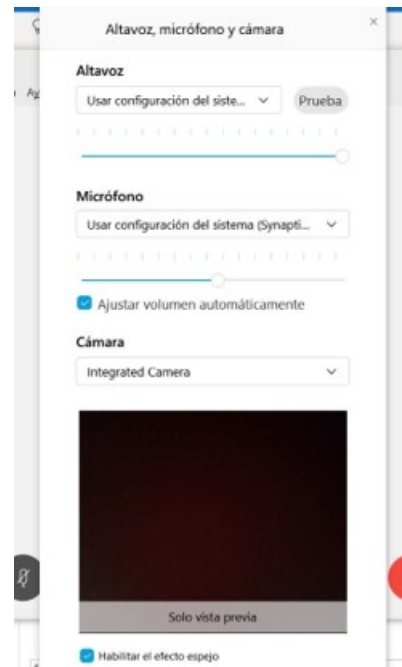 Altavoz, micrófono y cámara
Altavoz
Usar configuración del siste...
Prueba
Micrófono
Usar configuración del sistema (Synapti...
Ajustar volumen automáticamente
Cámara
Integrated Camera
Solo vista previa
Habilitar el efecto espejo